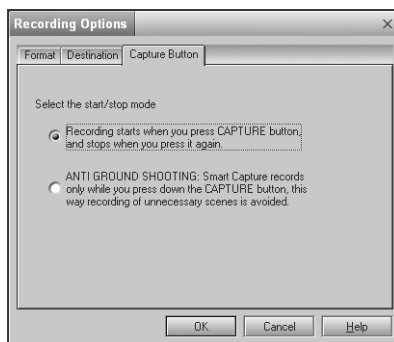 Recording Options
Format Destination Capture Button
Select the start/stop mode
Recording starts when you press CAPTURE button,
and stops when you press it again.
ANTI GROUND SHOOTING: Smart Capture records
only while you press down the CAPTURE button, this
way recording of unnecessary scenes is avoided.
OK Cancel Help